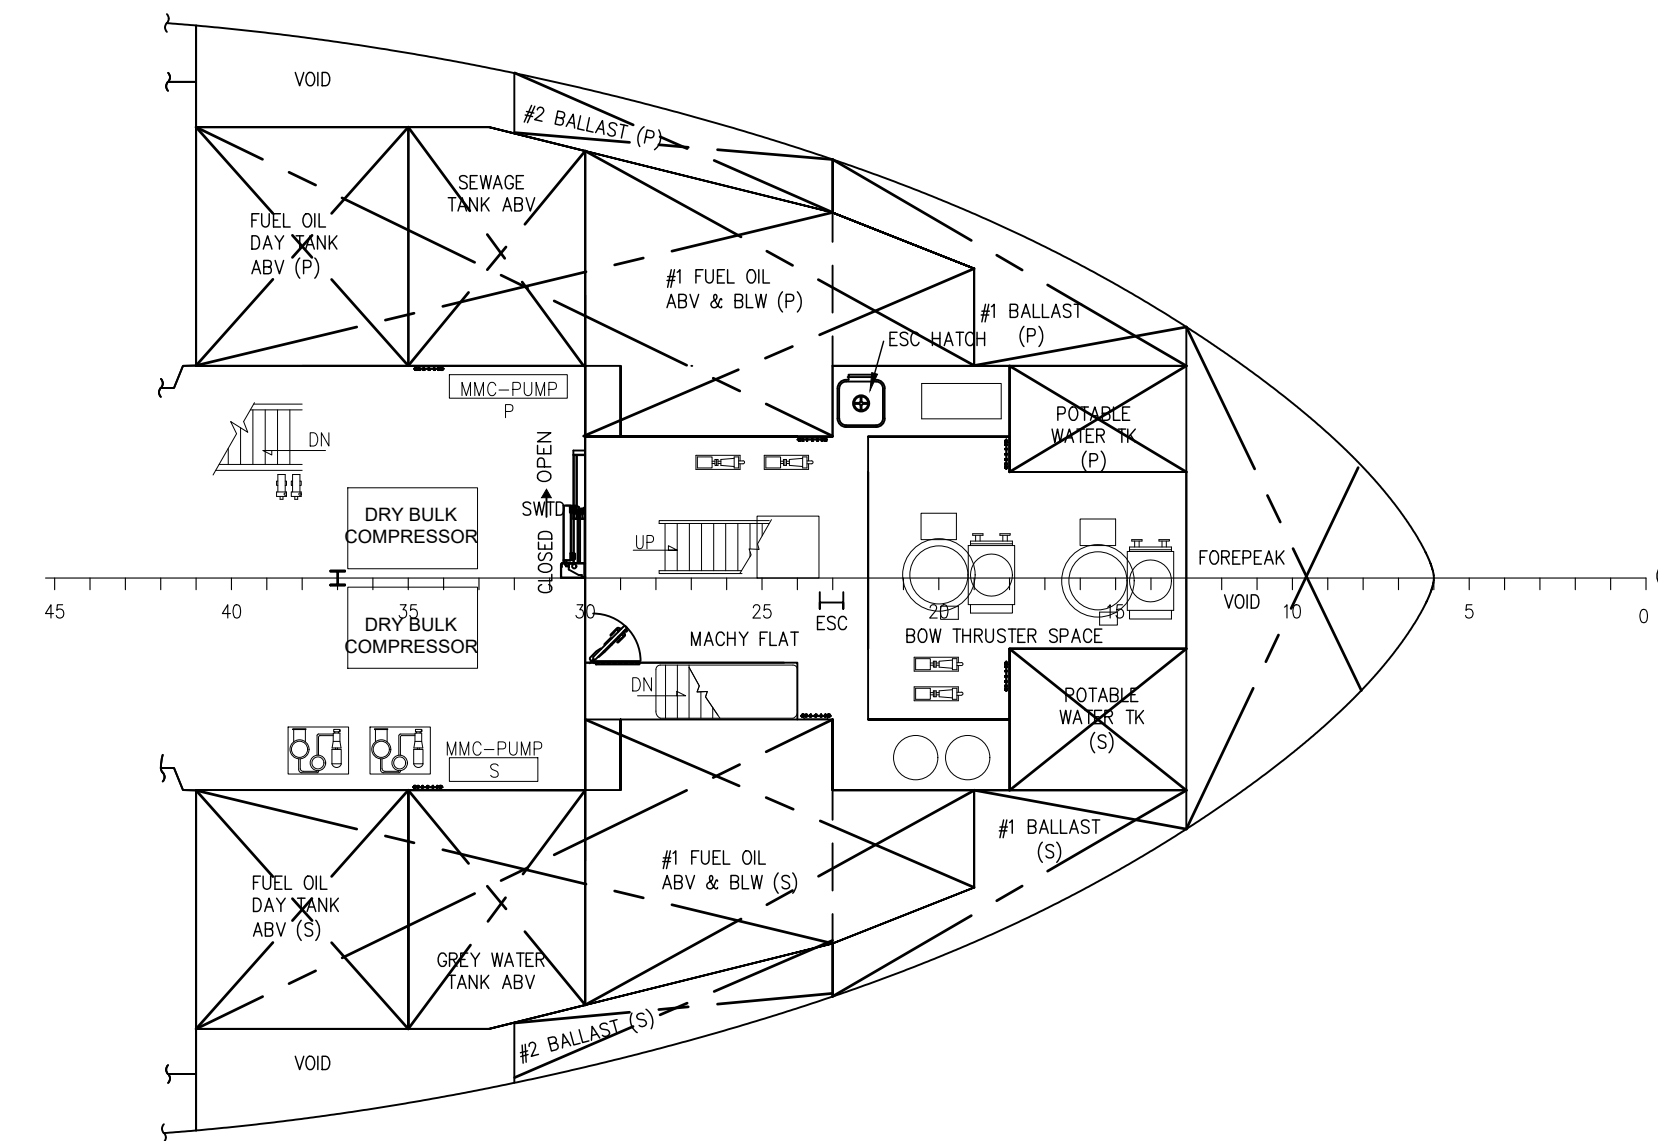 VOID
#2 BALLAST (P)
SEWAGE
TANK ABV
FUEL OIL
DAY TANK
ABV (P)
#1 FUEL OIL
ABV & BLW (P)
#1 BALLAST
(P)
ESC HATCH
MMC-PUMP
P
POTABLE
WATER TK
(P)
DN
OPEN
SWTD
CLOSED
DRY BULK
COMPRESSOR
UP
FOREPEAK
VOID
45
40
35
30
25
20
15
10
5
0
DRY BULK
COMPRESSOR
ESC
MACHY FLAT
BOW THRUSTER SPACE
DN
POTABLE
WATER TK
(S)
MMC-PUMP
S
#1 BALLAST
(S)
#1 FUEL OIL
ABV & BLW (S)
FUEL OIL
DAY TANK
ABV (S)
GREY WATER
TANK ABV
#2 BALLAST (S)
VOID